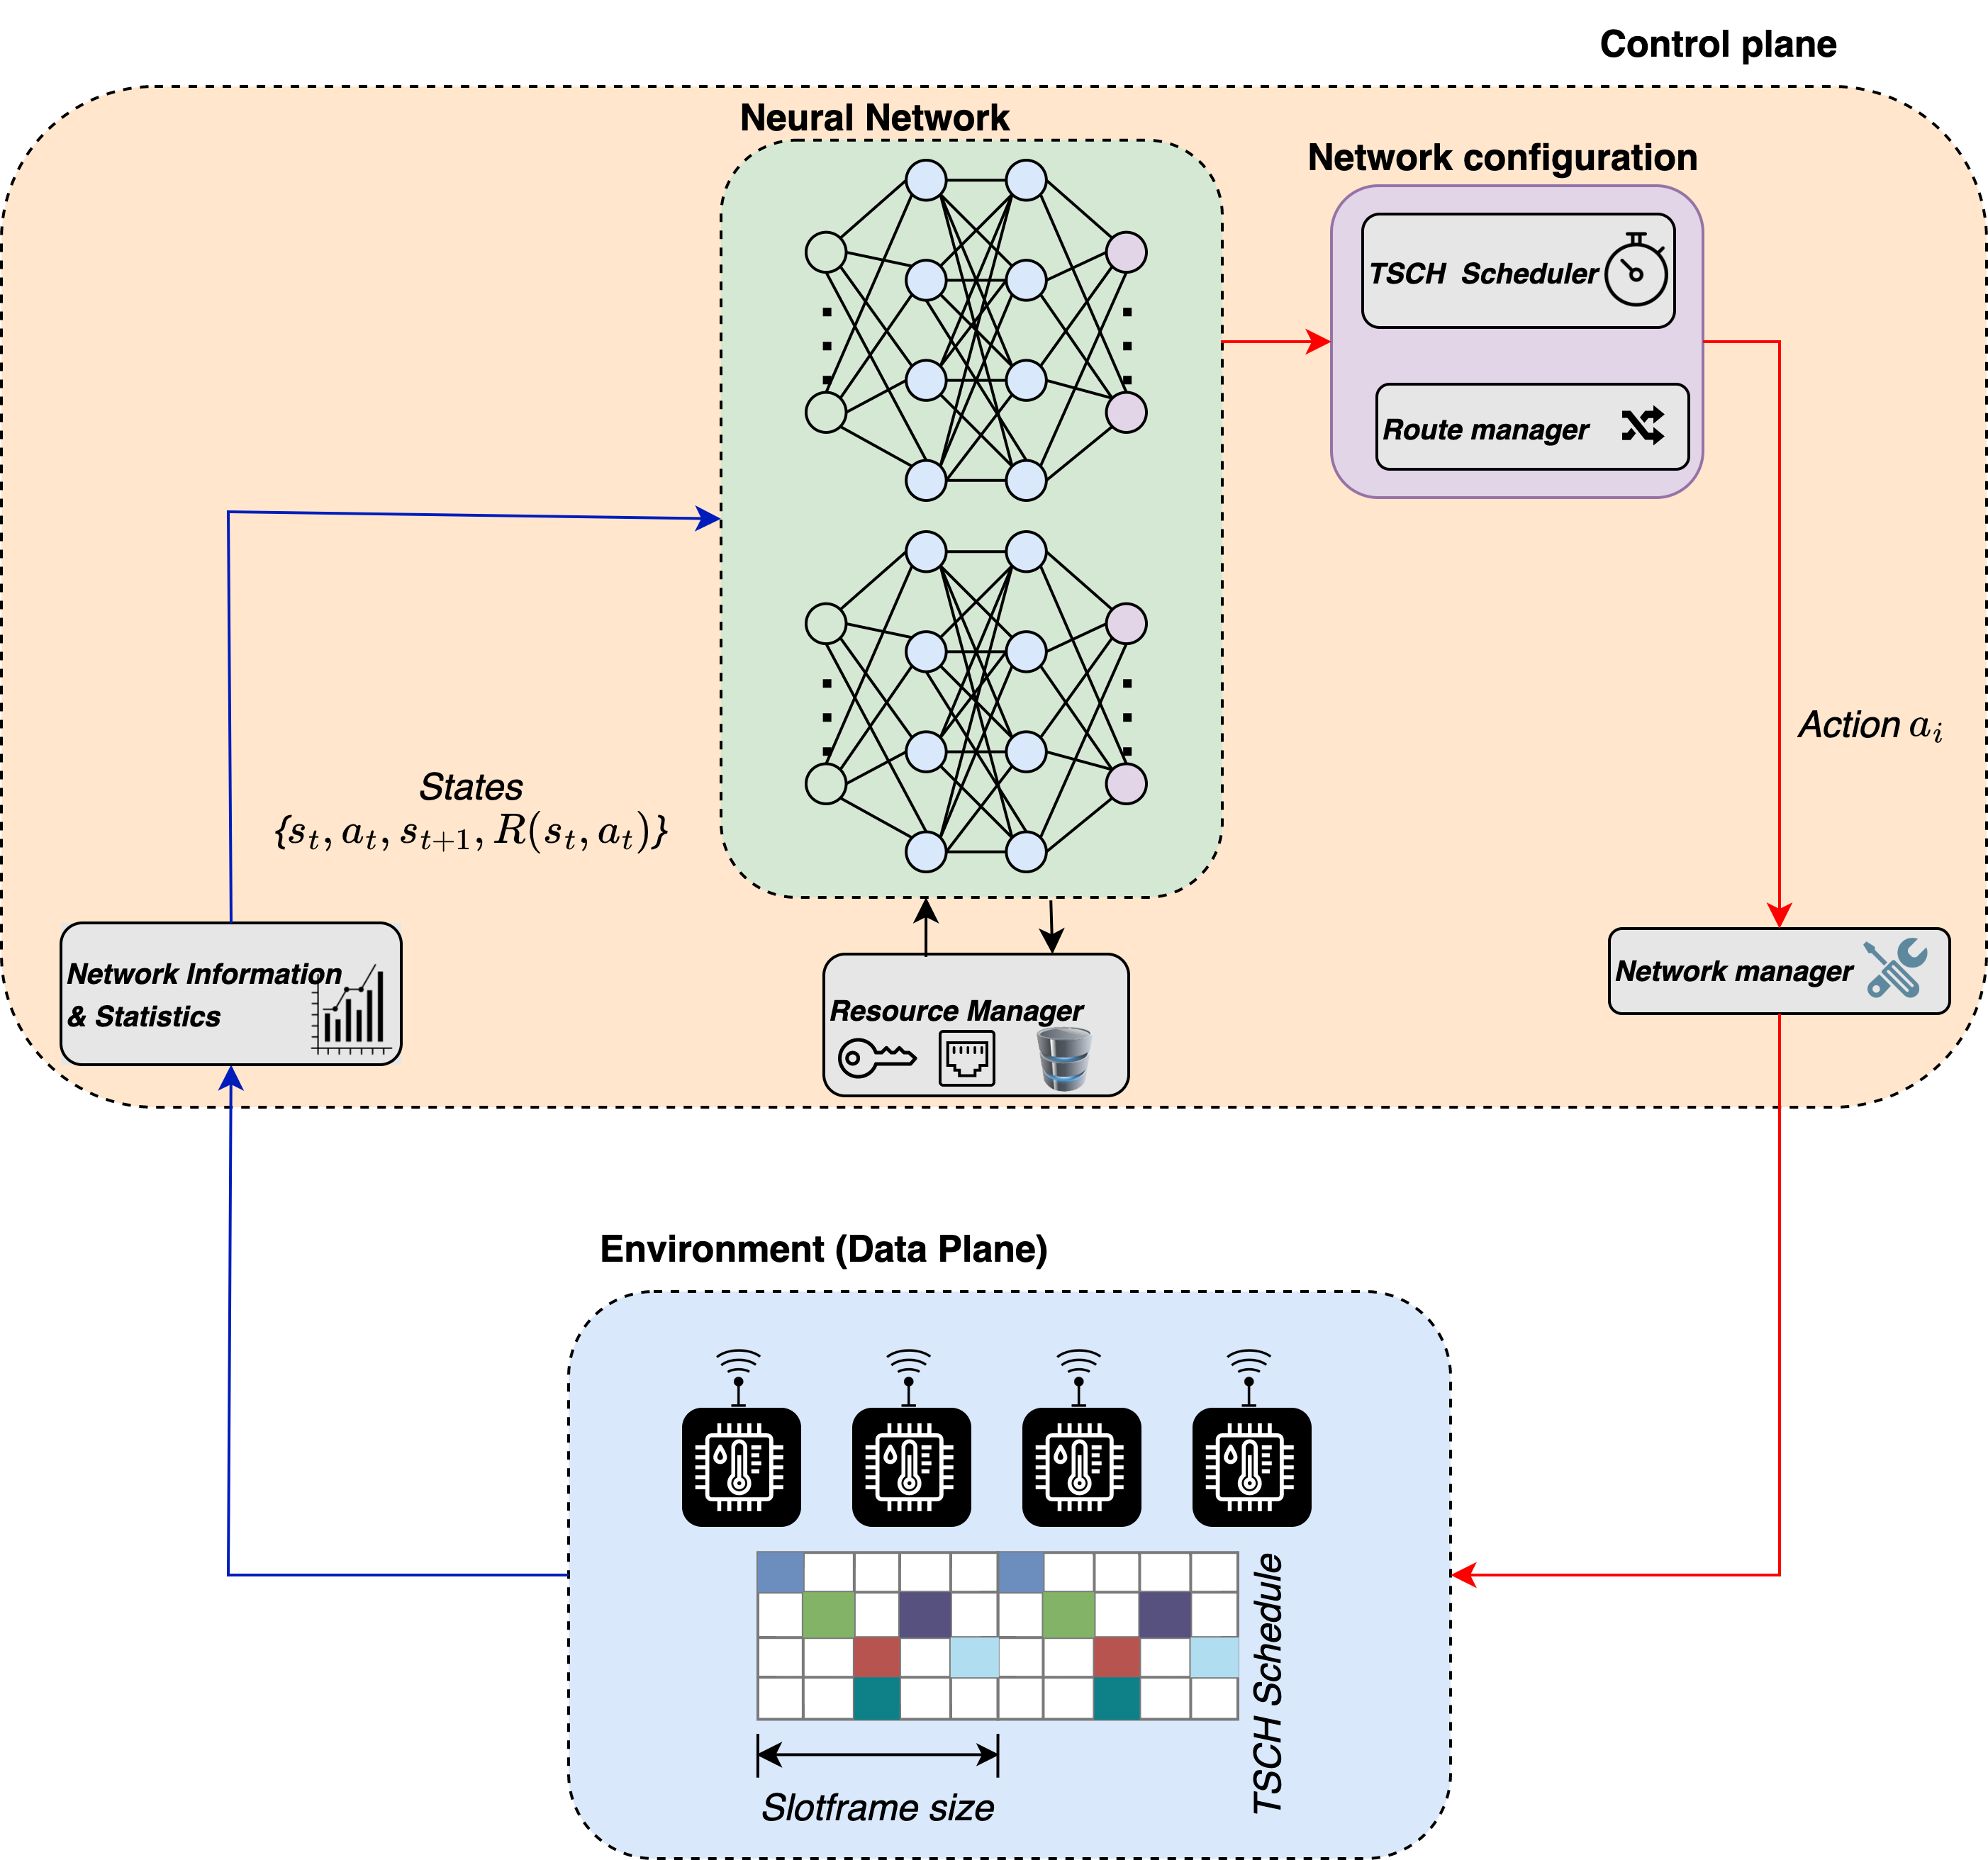 Control plane
Neural Network
Network configuration
TSCH Scheduler
Route manager
Action a_i
States
{s_t, a_t, s_{t+1}, R(s_t, a_t)}
Network Information
& Statistics
Resource Manager
Network manager
Environment (Data Plane)
TSCH Schedule
Slotframe size